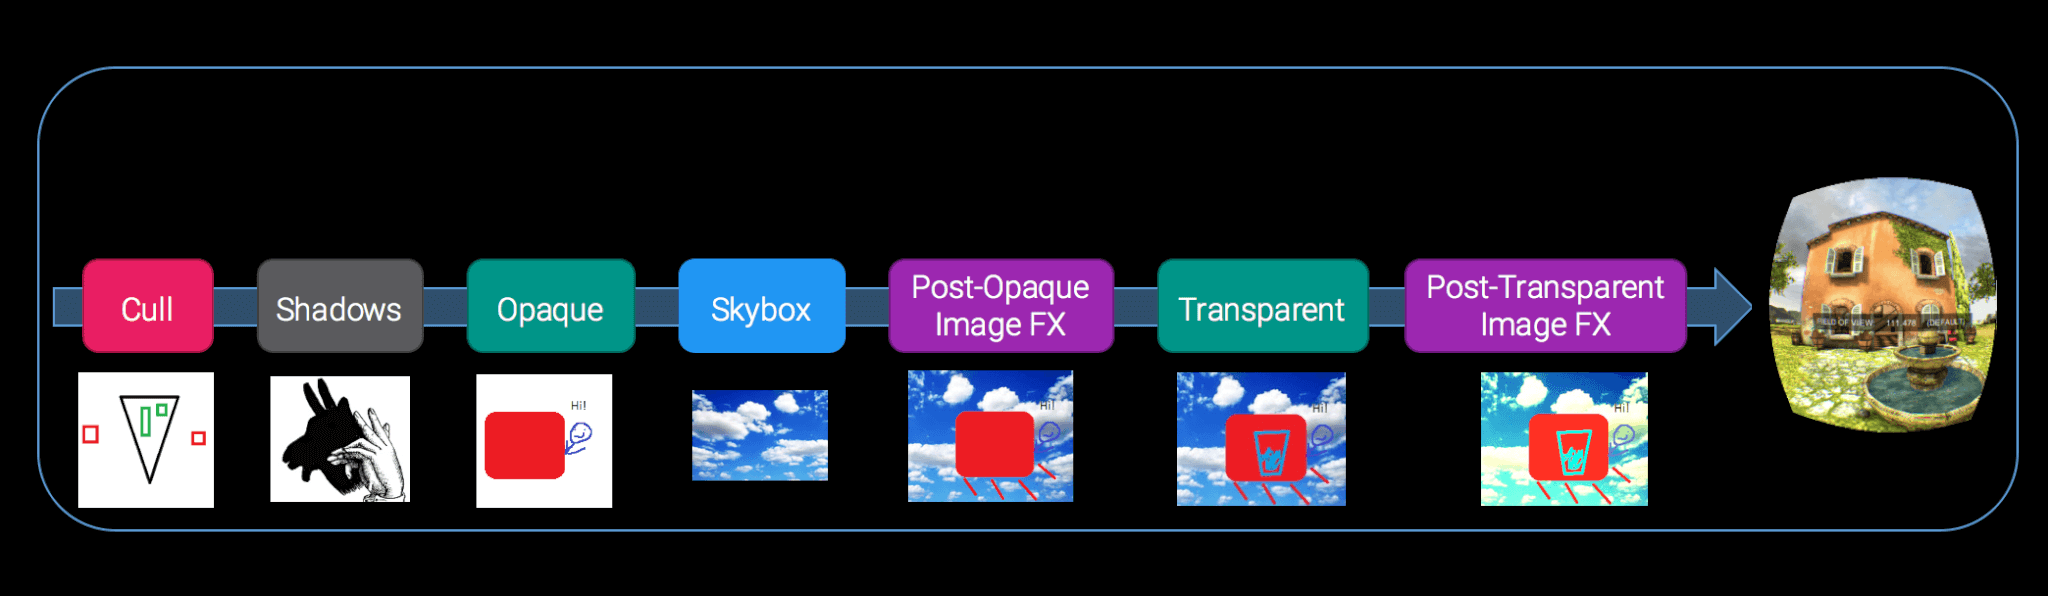 Cull
Shadows
Opaque
Skybox
Post-Opaque
Image FX
Transparent
Post-Transparent
Image FX
Hi!
Hi!
Hi!
Hi!
FIELD OF VIEW: 111.478 (DEFAULT)